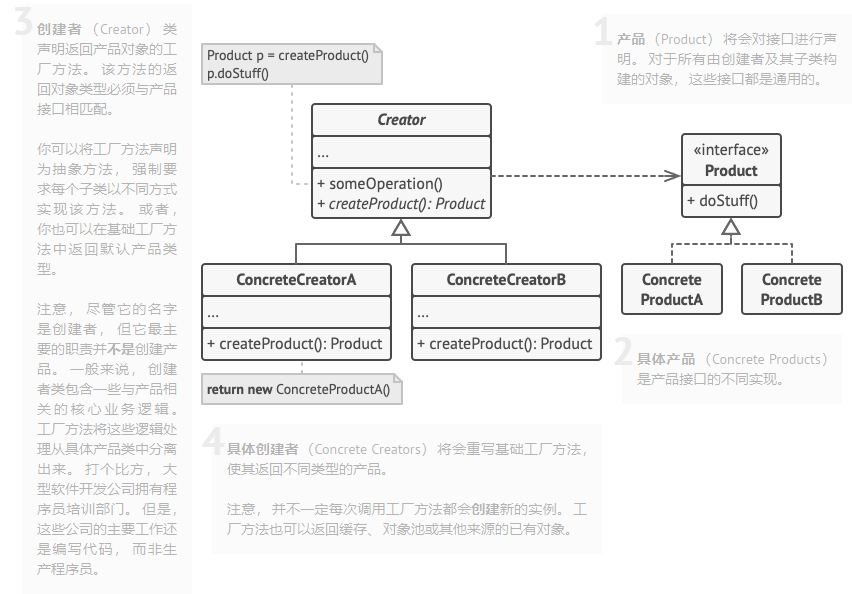 3
创建者 （Creator） 类
声明返回产品对象的工
厂方法。 该方法的返
回对象类型必须与产品
接口相匹配。
你可以将工厂方法声明
为抽象方法， 强制要
求每个子类以不同方式
实现该方法。 或者，
你也可以在基础工厂方
法中返回默认产品类
型。
注意， 尽管它的名字
是创建者， 但它最主
要的职责并不是创建产
品。 一般来说， 创建
者类包含一些与产品相
关的核心业务逻辑。
工厂方法将这些逻辑处
理从具体产品类中分离
出来。 打个比方， 大
型软件开发公司拥有程
序员培训部门。 但是，
这些公司的主要工作还
是编写代码， 而非生
产程序员。
Product p = createProduct()
p.doStuff()
Creator
...
+ someOperation()
+ createProduct(): Product
ConcreteCreatorA
...
+ createProduct(): Product
ConcreteCreatorB
...
+ createProduct(): Product
return new ConcreteProductA()
1
产品 （Product） 将会对接口进行声
明。 对于所有由创建者及其子类构
建的对象， 这些接口都是通用的。
«interface»
Product
+ doStuff()
Concrete
ProductA
Concrete
ProductB
2
具体产品 （Concrete Products）
是产品接口的不同实现。
4
具体创建者 （Concrete Creators） 将会重写基础工厂方法，
使其返回不同类型的产品。
注意， 并不一定每次调用工厂方法都会创建新的实例。 工
厂方法也可以返回缓存、 对象池或其他来源的已有对象。